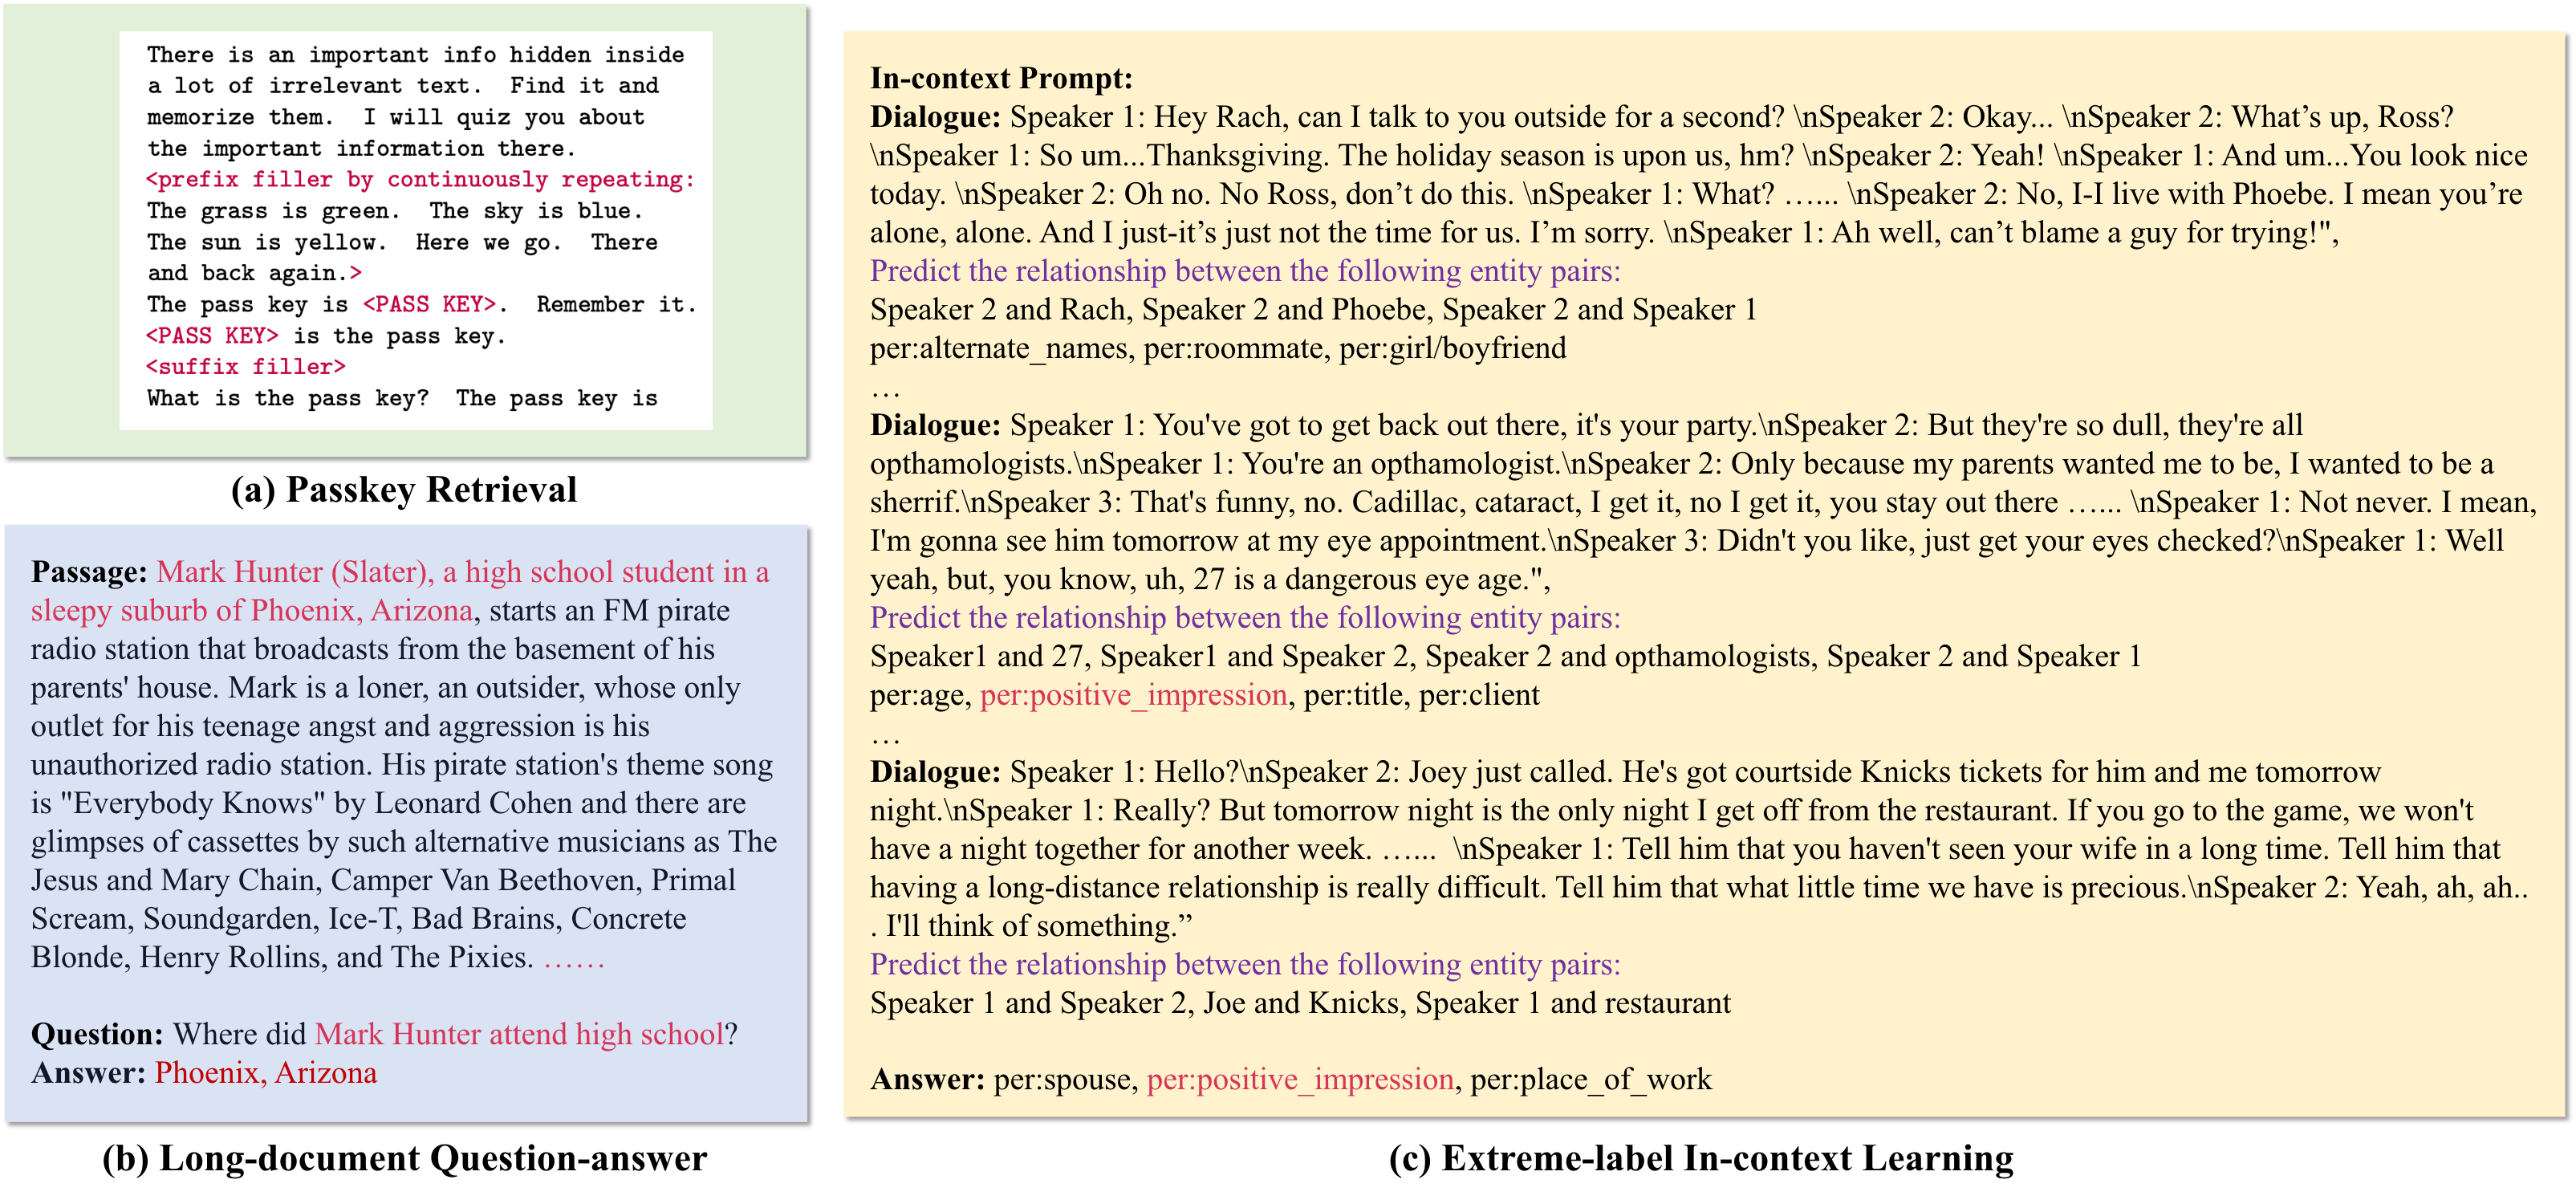 There is an important info hidden inside
a lot of irrelevant text.  Find it and
memorize them.  I will quiz you about
the important information there.
<prefix filler by continuously repeating:
The grass is green.  The sky is blue.
The sun is yellow.  Here we go.  There
and back again.>
The pass key is <PASS KEY>.  Remember it.
<PASS KEY> is the pass key.
<suffix filler>
What is the pass key?  The pass key is
(a) Passkey Retrieval
Passage: Mark Hunter (Slater), a high school student in a
sleepy suburb of Phoenix, Arizona, starts an FM pirate
radio station that broadcasts from the basement of his
parents' house. Mark is a loner, an outsider, whose only
outlet for his teenage angst and aggression is his
unauthorized radio station. His pirate station's theme song
is "Everybody Knows" by Leonard Cohen and there are
glimpses of cassettes by such alternative musicians as The
Jesus and Mary Chain, Camper Van Beethoven, Primal
Scream, Soundgarden, Ice-T, Bad Brains, Concrete
Blonde, Henry Rollins, and The Pixies. ……
Question: Where did Mark Hunter attend high school?
Answer: Phoenix, Arizona
(b) Long-document Question-answer
In-context Prompt:
Dialogue: Speaker 1: Hey Rach, can I talk to you outside for a second? \nSpeaker 2: Okay... \nSpeaker 2: What’s up, Ross?
\nSpeaker 1: So um...Thanksgiving. The holiday season is upon us, hm? \nSpeaker 2: Yeah! \nSpeaker 1: And um...You look nice
today. \nSpeaker 2: Oh no. No Ross, don’t do this. \nSpeaker 1: What? …... \nSpeaker 2: No, I-I live with Phoebe. I mean you’re
alone, alone. And I just-it’s just not the time for us. I’m sorry. \nSpeaker 1: Ah well, can’t blame a guy for trying!",
Predict the relationship between the following entity pairs:
Speaker 2 and Rach, Speaker 2 and Phoebe, Speaker 2 and Speaker 1
per:alternate_names, per:roommate, per:girl/boyfriend
…
Dialogue: Speaker 1: You've got to get back out there, it's your party.\nSpeaker 2: But they're so dull, they're all
opthamologists.\nSpeaker 1: You're an opthamologist.\nSpeaker 2: Only because my parents wanted me to be, I wanted to be a
sherrif.\nSpeaker 3: That's funny, no. Cadillac, cataract, I get it, no I get it, you stay out there …... \nSpeaker 1: Not never. I mean,
I'm gonna see him tomorrow at my eye appointment.\nSpeaker 3: Didn't you like, just get your eyes checked?\nSpeaker 1: Well
yeah, but, you know, uh, 27 is a dangerous eye age.",
Predict the relationship between the following entity pairs:
Speaker1 and 27, Speaker1 and Speaker 2, Speaker 2 and opthamologists, Speaker 2 and Speaker 1
per:age, per:positive_impression, per:title, per:client
…
Dialogue: Speaker 1: Hello?\nSpeaker 2: Joey just called. He's got courtside Knicks tickets for him and me tomorrow
night.\nSpeaker 1: Really? But tomorrow night is the only night I get off from the restaurant. If you go to the game, we won't
have a night together for another week. …...  \nSpeaker 1: Tell him that you haven't seen your wife in a long time. Tell him that
having a long-distance relationship is really difficult. Tell him that what little time we have is precious.\nSpeaker 2: Yeah, ah, ah..
. I'll think of something.”
Predict the relationship between the following entity pairs:
Speaker 1 and Speaker 2, Joe and Knicks, Speaker 1 and restaurant
Answer: per:spouse, per:positive_impression, per:place_of_work
(c) Extreme-label In-context Learning